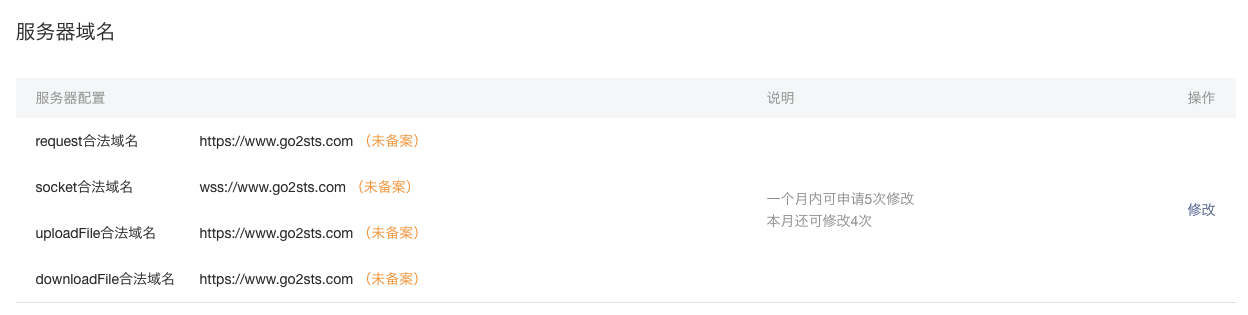 服务器域名
服务器配置 说明 操作
request合法域名 https://www.go2sts.com （未备案）
socket合法域名 wss://www.go2sts.com （未备案）
一个月内可申请5次修改
本月还可修改4次
修改
uploadFile合法域名 https://www.go2sts.com （未备案）
downloadFile合法域名 https://www.go2sts.com （未备案）